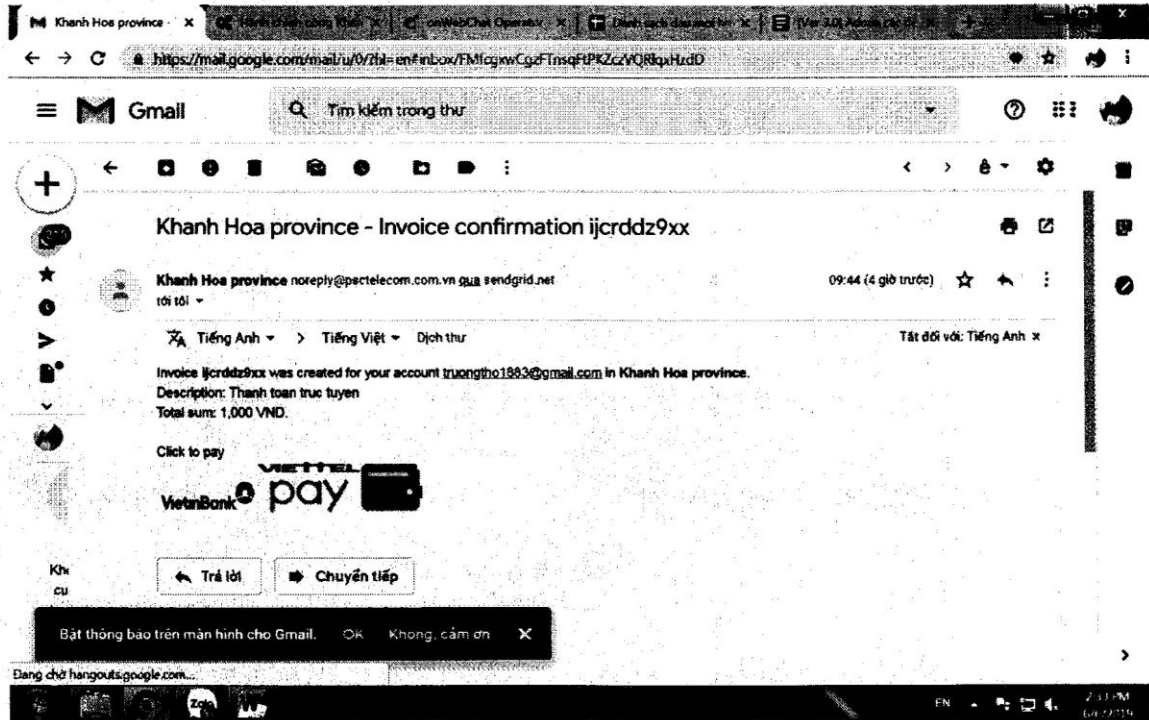 Khanh Hoa province
onWebChat Operator
https://mail.google.com/mail/u/0/?hl=en#inbox/
Gmail
Tìm kiếm trong thư
Khanh Hoa province - Invoice confirmation ijcrddz9xx
Khanh Hoa province noreply@psctelecom.com.vn qua sendgrid.net
09:44 (4 giờ trước)
tới tôi
Tiếng Anh > Tiếng Việt Dịch thư
Tắt đối với: Tiếng Anh x
Invoice ijcrddz9xx was created for your account truongtho1883@gmail.com in Khanh Hoa province.
Description: Thanh toan truc tuyen
Total sum: 1,000 VND.
Click to pay
VIETTEL
VietinBank pay
Trả lời
Chuyển tiếp
Bật thông báo trên màn hình cho Gmail. OK Không, cảm ơn X
Đang chờ hangouts.google.com...
Zalo
EN